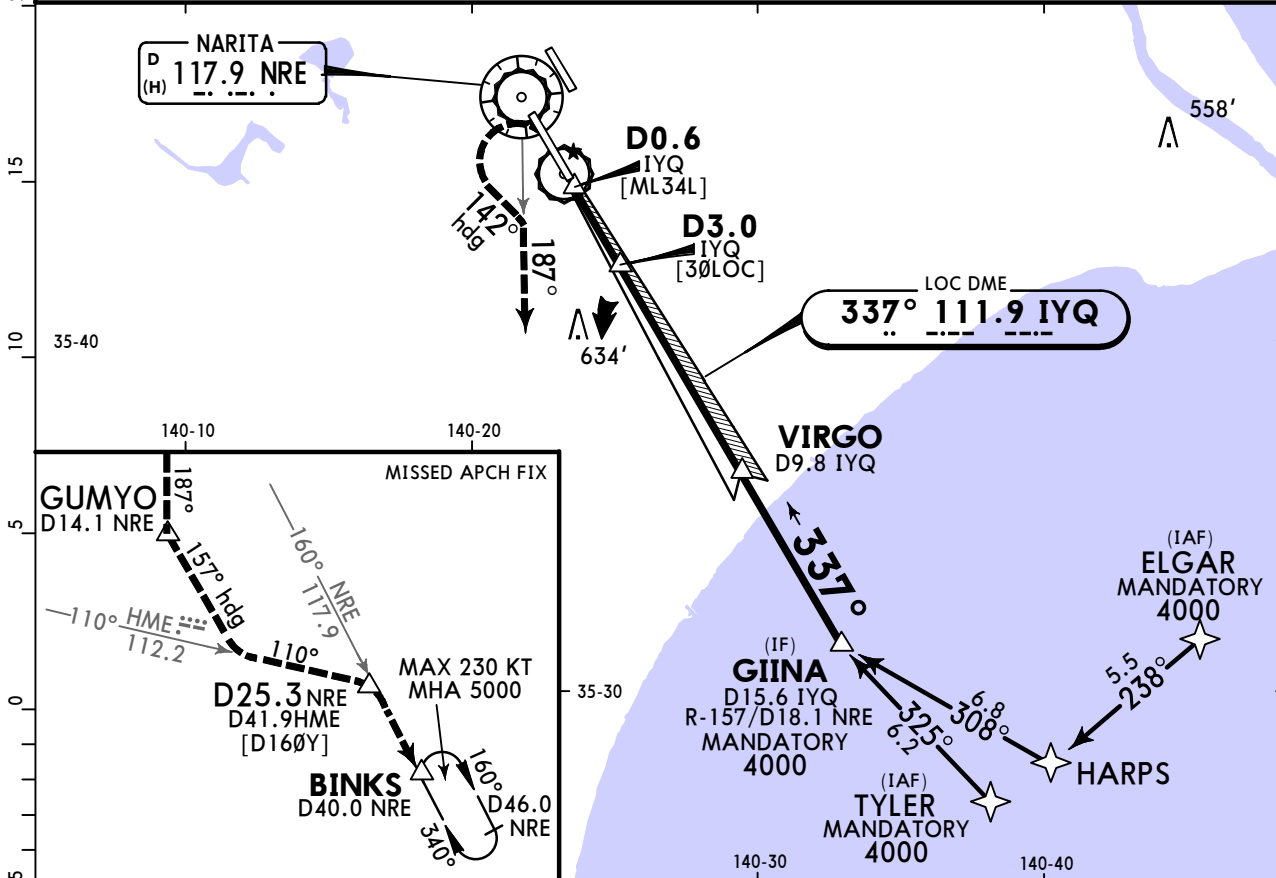 NARITA
D
(H)
117.9 NRE
D0.6
IYQ
[ML34L]
558'
D3.0
IYQ
[3ØLOC]
142°
hdg
187°
LOC DME
337° 111.9 IYQ
634'
35-40
15
10
5
0
5
140-10
140-20
MISSED APCH FIX
187°
GUMYO
D14.1 NRE
157° hdg
160° NRE
117.9
110° HME
112.2
110°
D25.3 NRE
D41.9HME
[D16ØY]
MAX 230 KT
MHA 5000
BINKS
D40.0 NRE
160°
340°
D46.0
NRE
VIRGO
D9.8 IYQ
337°
35-30
(IF)
GIINA
D15.6 IYQ
R-157/D18.1 NRE
MANDATORY
4000
(IAF)
ELGAR
MANDATORY
4000
5.5
238°
6.8
308°
325°
6.2
HARPS
(IAF)
TYLER
MANDATORY
4000
140-30
140-40